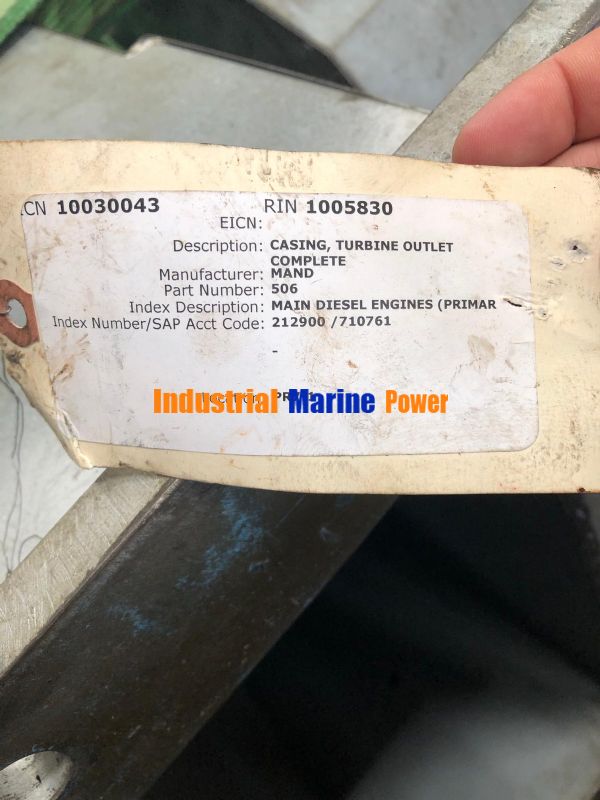 CN 10030043 RIN 1005830
EICN:
Description: CASING, TURBINE OUTLET
COMPLETE
Manufacturer: MAND
Part Number: 506
Index Description: MAIN DIESEL ENGINES (PRIMAR
Index Number/SAP Acct Code: 212900 /710761
-
Industrial Marine Power